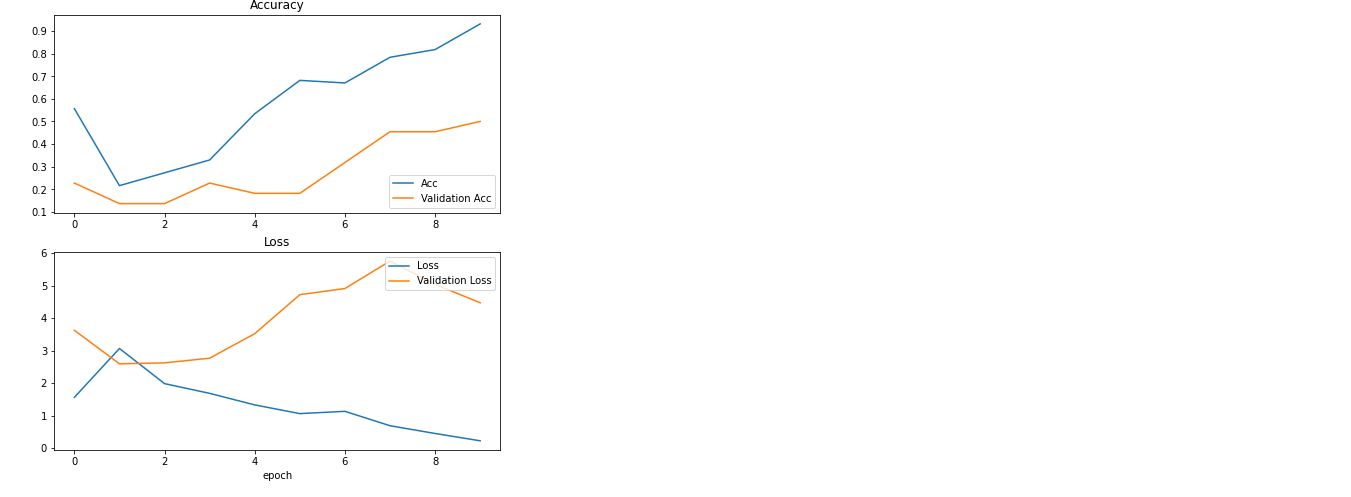 Accuracy
0.9
0.8
0.7
0.6
0.5
0.4
0.3
0.2
0.1
Acc
Validation Acc
0 2 4 6 8
Loss
6
5
4
3
2
1
0
Loss
Validation Loss
0 2 4 6 8
epoch